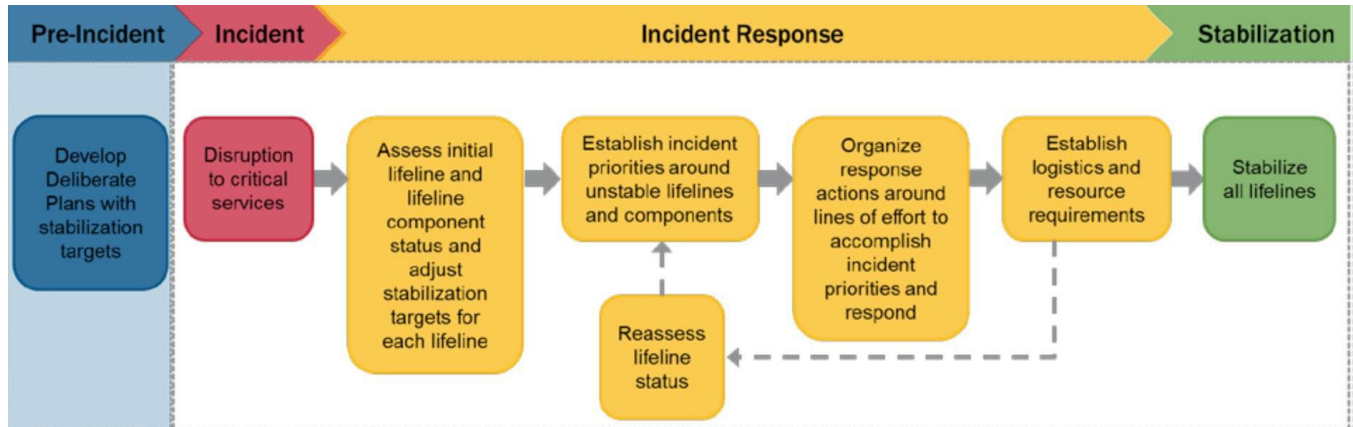 Pre-Incident
Incident
Incident Response
Stabilization
Develop
Deliberate
Plans with
stabilization
targets
Disruption
to critical
services
Assess initial
lifeline and
lifeline
component
status and
adjust
stabilization
targets for
each lifeline
Establish incident
priorities around
unstable lifelines
and components
Organize
response
actions around
lines of effort to
accomplish
incident
priorities and
respond
Establish
logistics and
resource
requirements
Stabilize
all lifelines
Reassess
lifeline
status